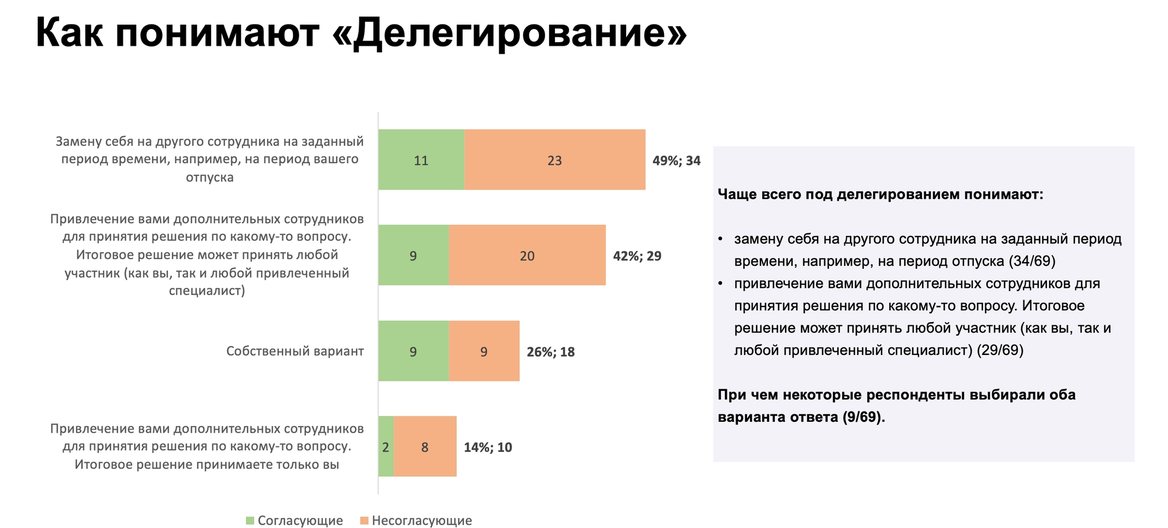 Как понимают «Делегирование»
Замену себя на другого сотрудника на заданный
период времени, например, на период вашего
отпуска
11
23
49%; 34
Привлечение вами дополнительных сотрудников
для принятия решения по какому-то вопросу.
Итоговое решение может принять любой
участник (как вы, так и любой привлеченный
специалист)
9
20
42%; 29
Собственный вариант
9
9
26%; 18
Привлечение вами дополнительных сотрудников
для принятия решения по какому-то вопросу.
Итоговое решение принимаете только вы
2
8
14%; 10
Согласующие
Несогласующие
Чаще всего под делегированием понимают:
• замену себя на другого сотрудника на заданный период
времени, например, на период отпуска (34/69)
• привлечение вами дополнительных сотрудников для
принятия решения по какому-то вопросу. Итоговое
решение может принять любой участник (как вы, так и
любой привлеченный специалист) (29/69)
При чем некоторые респонденты выбирали оба
варианта ответа (9/69).